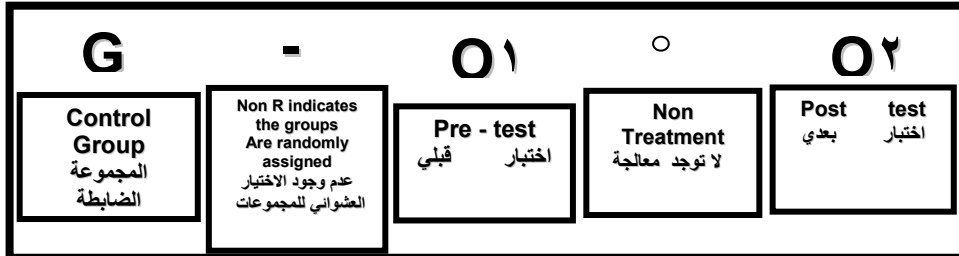 G - O١ ° O٢
Control
Group
المجموعة
الضابطة
Non R indicates
the groups
Are randomly
assigned
عدم وجود الاختيار
العشوائي للمجموعات
Pre - test
اختبار قبلي
Non
Treatment
لا توجد معالجة
Post test
اختبار بعدي